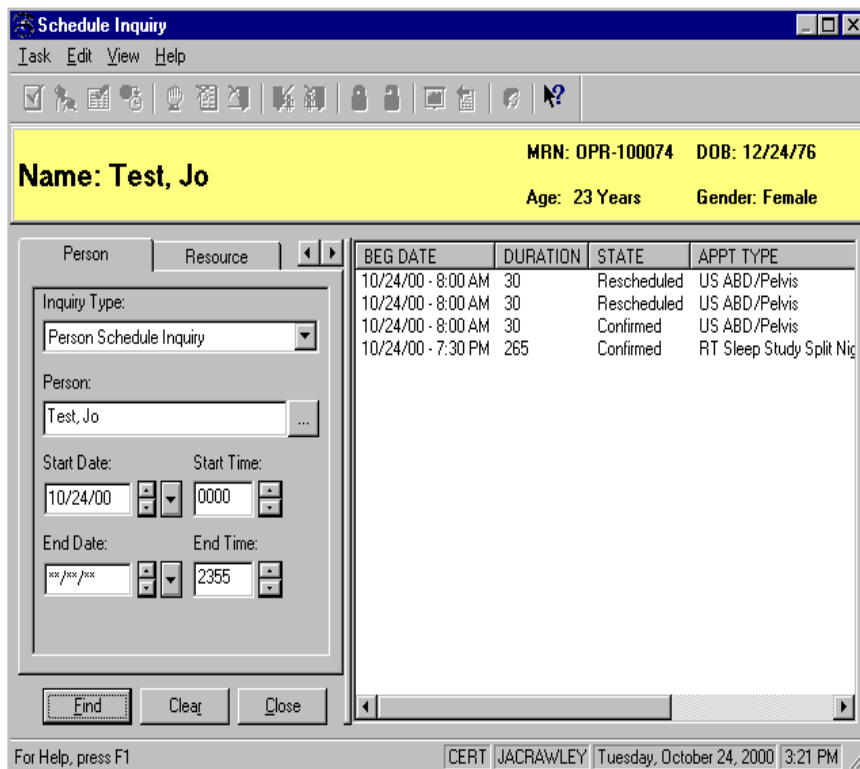 Schedule Inquiry
Task Edit View Help
Name: Test, Jo
MRN: OPR-100074 DOB: 12/24/76
Age: 23 Years Gender: Female
Person Resource
Inquiry Type:
Person Schedule Inquiry
Person:
Test, Jo
...
Start Date: Start Time:
10/24/00 0000
End Date: End Time:
**/**/** 2355
Find Clear Close
BEG DATE DURATION STATE APPT TYPE
10/24/00 - 8:00 AM 30 Rescheduled US ABD/Pelvis
10/24/00 - 8:00 AM 30 Rescheduled US ABD/Pelvis
10/24/00 - 8:00 AM 30 Confirmed US ABD/Pelvis
10/24/00 - 7:30 PM 265 Confirmed RT Sleep Study Split Nig
For Help, press F1 CERT JACRAWLEY Tuesday, October 24, 2000 3:21 PM